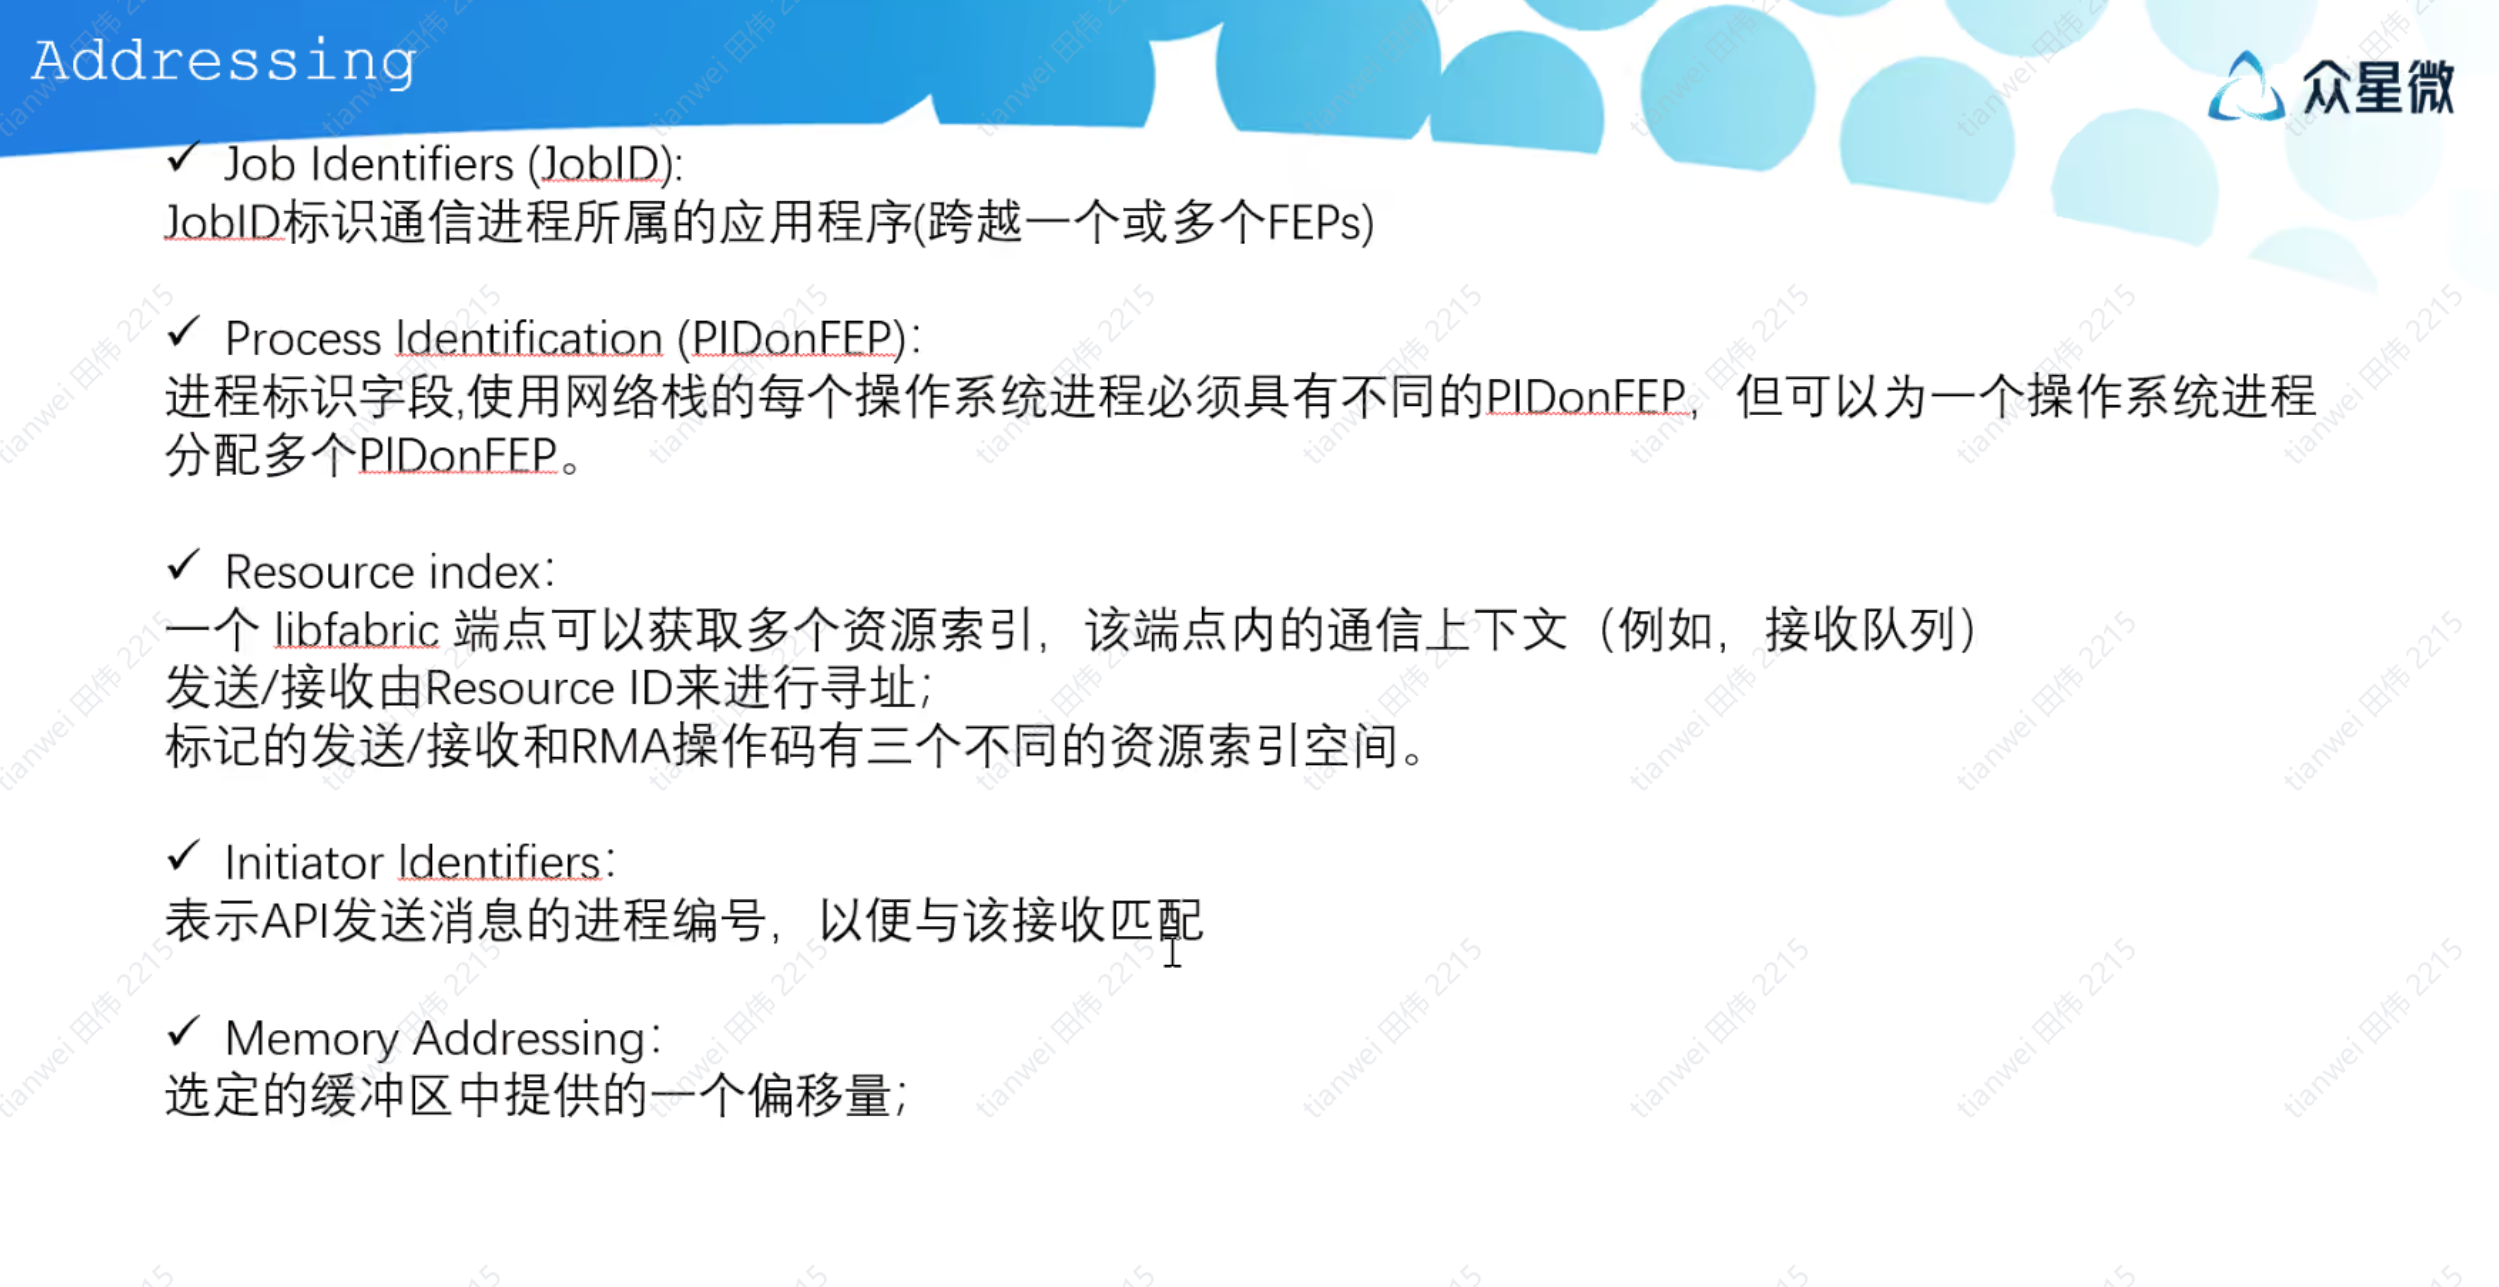 Addressing
众星微
✓ Job Identifiers (JobID):
JobID标识通信进程所属的应用程序(跨越一个或多个FEPs)
✓ Process Identification (PIDonFEP)：
进程标识字段,使用网络栈的每个操作系统进程必须具有不同的PIDonFEP，但可以为一个操作系统进程
分配多个PIDonFEP。
✓ Resource index：
一个 libfabric 端点可以获取多个资源索引，该端点内的通信上下文（例如，接收队列）
发送/接收由Resource ID来进行寻址；
标记的发送/接收和RMA操作码有三个不同的资源索引空间。
✓ Initiator Identifiers：
表示API发送消息的进程编号，以便与该接收匹配
✓ Memory Addressing：
选定的缓冲区中提供的一个偏移量；
tianwei 田伟 2215